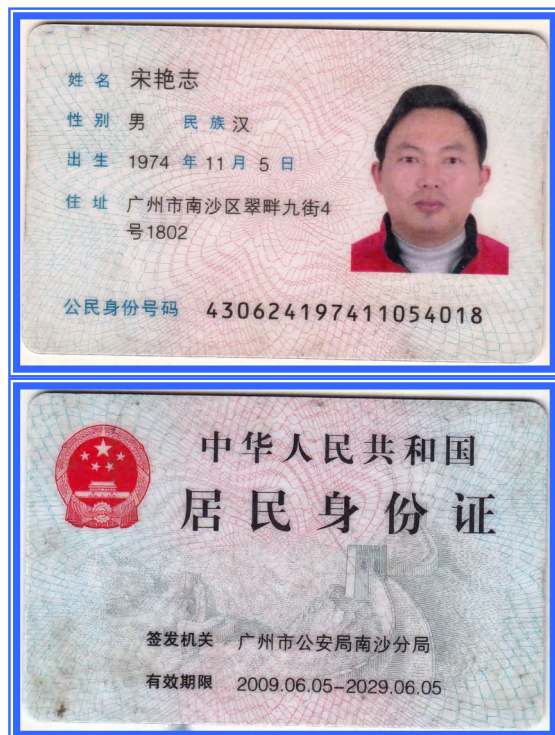 姓名 宋艳志
性别 男 民族 汉
出生 1974 年 11 月 5 日
住址 广州市南沙区翠畔九街4
号1802
公民身份号码 430624197411054018
中华人民共和国
居民身份证
签发机关 广州市公安局南沙分局
有效期限 2009.06.05-2029.06.05